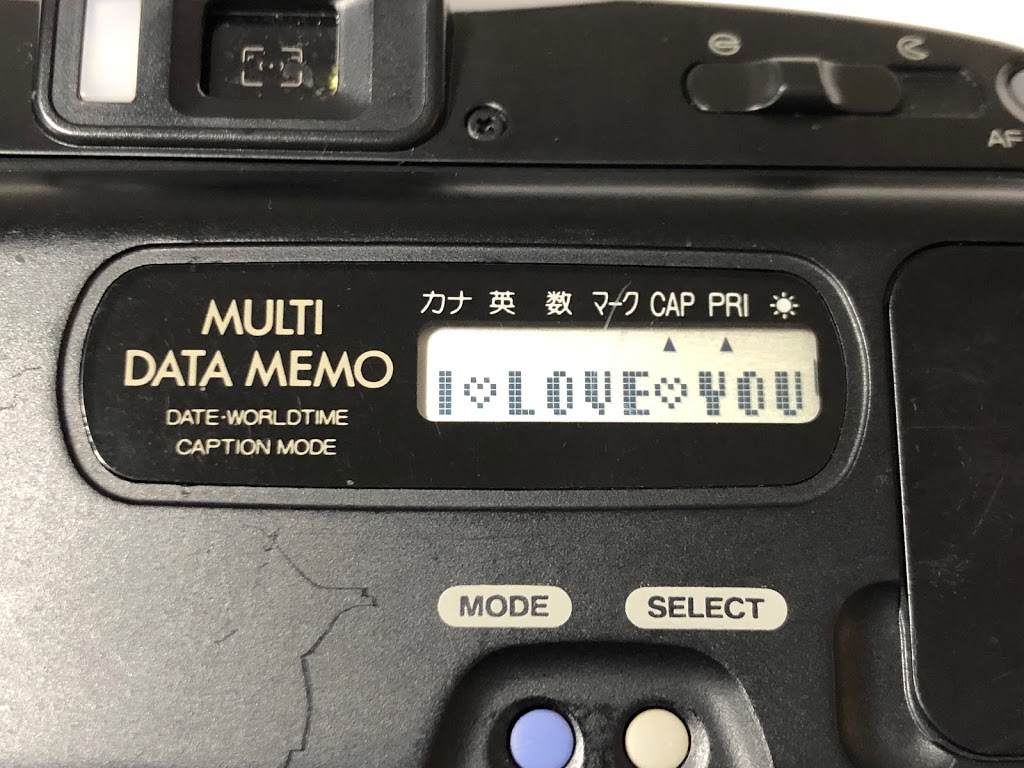 AF
カナ 英 数 マーク CAP PRI
MULTI
DATA MEMO
DATE·WORLDTIME
CAPTION MODE
I♡LOVE♡YOU
MODE SELECT